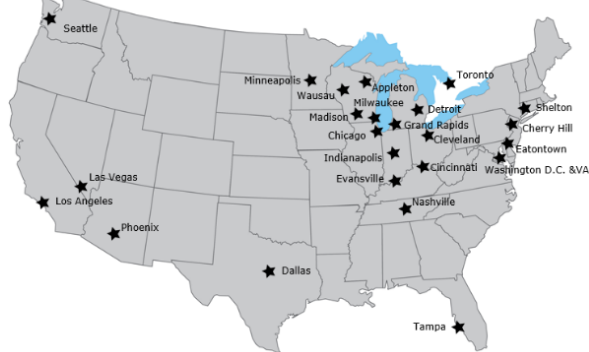 Seattle
Toronto
Minneapolis
Appleton
Wausau
Milwaukee
Shelton
Detroit
Madison
Grand Rapids
Cherry Hill
Chicago
Cleveland
Eatontown
Indianapolis
Cincinnati
Washington D.C. &VA
Las Vegas
Evansville
Los Angeles
Nashville
Phoenix
Dallas
Tampa